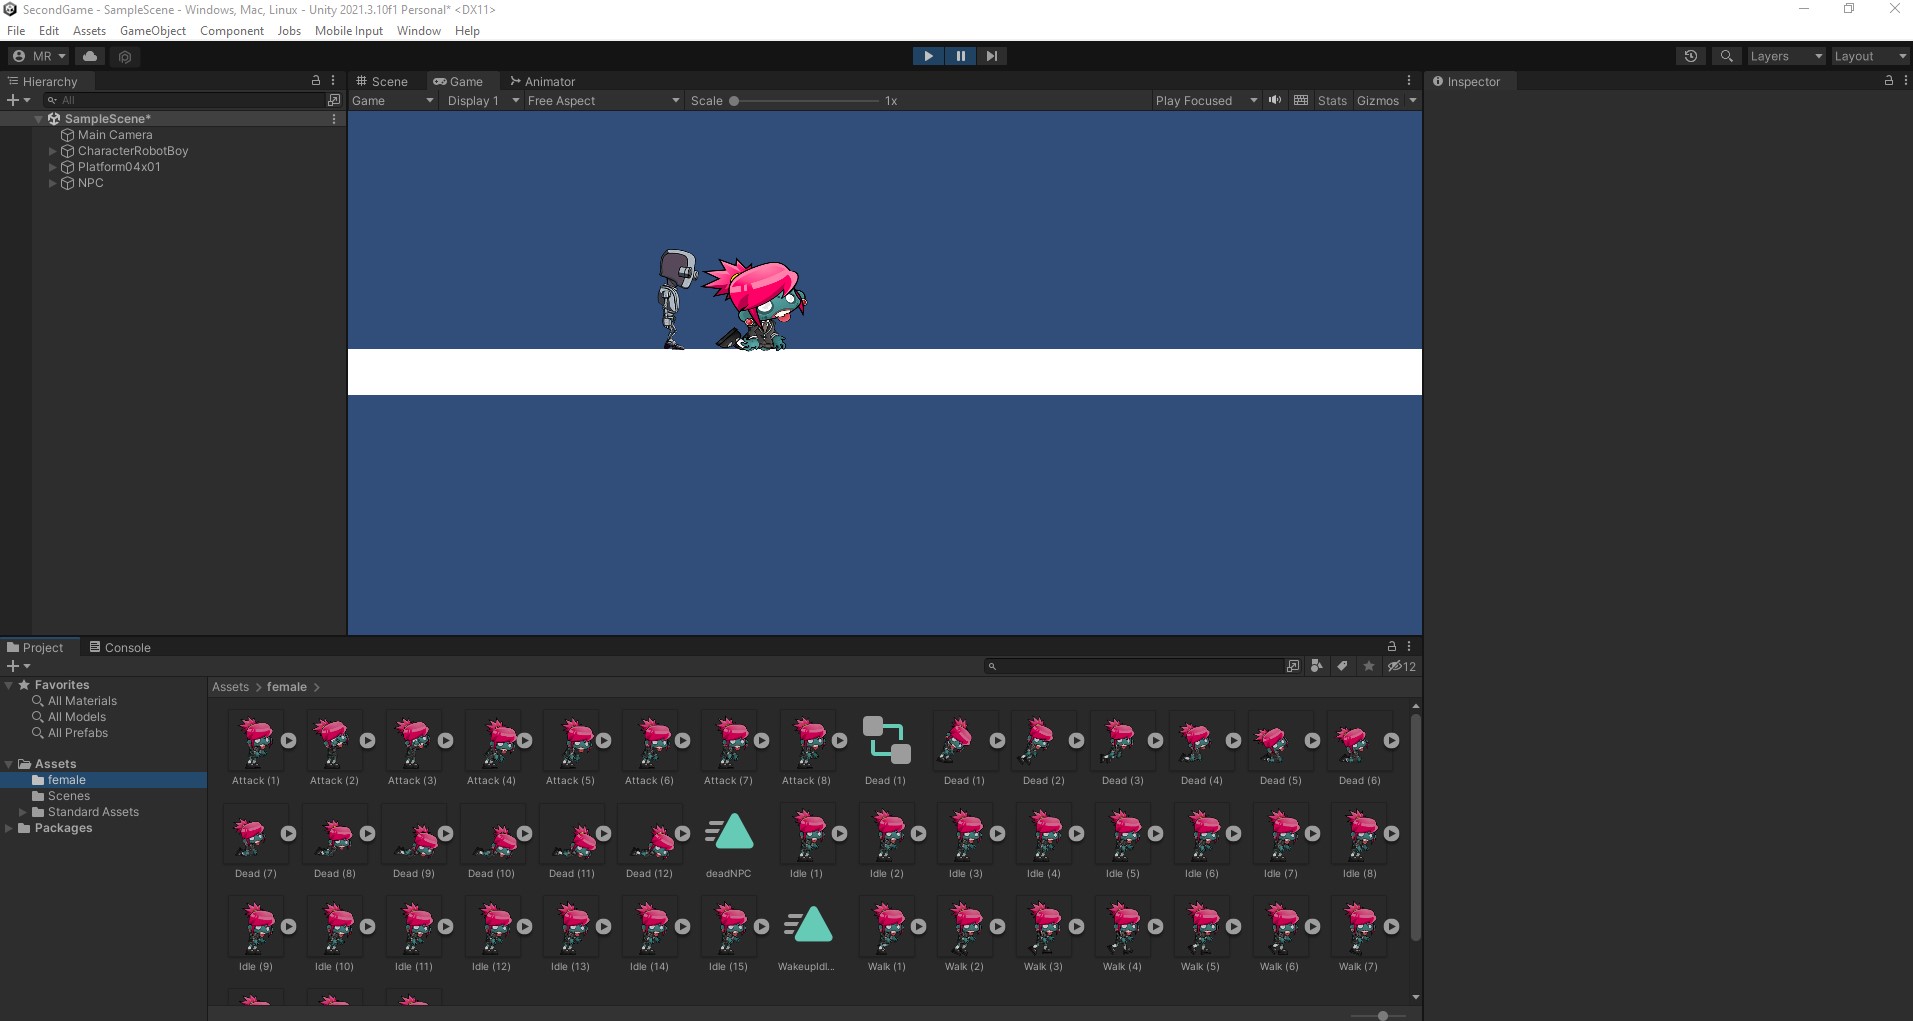 SecondGame - SampleScene - Windows, Mac, Linux - Unity 2021.3.10f1 Personal* <DX11>
File Edit Assets GameObject Component Jobs Mobile Input Window Help
MR Layers Layout
Hierarchy
All
SampleScene*
Main Camera
CharacterRobotBoy
Platform04x01
NPC
Scene Game Animator
Game Display 1 Free Aspect Scale 1x Play Focused Stats Gizmos
Inspector
Project Console
12
Favorites
All Materials
All Models
All Prefabs
Assets
female
Scenes
Standard Assets
Packages
Assets > female >
Attack (1) Attack (2) Attack (3) Attack (4) Attack (5) Attack (6) Attack (7) Attack (8) Dead (1) Dead (1) Dead (2) Dead (3) Dead (4) Dead (5) Dead (6)
Dead (7) Dead (8) Dead (9) Dead (10) Dead (11) Dead (12) deadNPC Idle (1) Idle (2) Idle (3) Idle (4) Idle (5) Idle (6) Idle (7) Idle (8)
Idle (9) Idle (10) Idle (11) Idle (12) Idle (13) Idle (14) Idle (15) WakeupIdl... Walk (1) Walk (2) Walk (3) Walk (4) Walk (5) Walk (6) Walk (7)